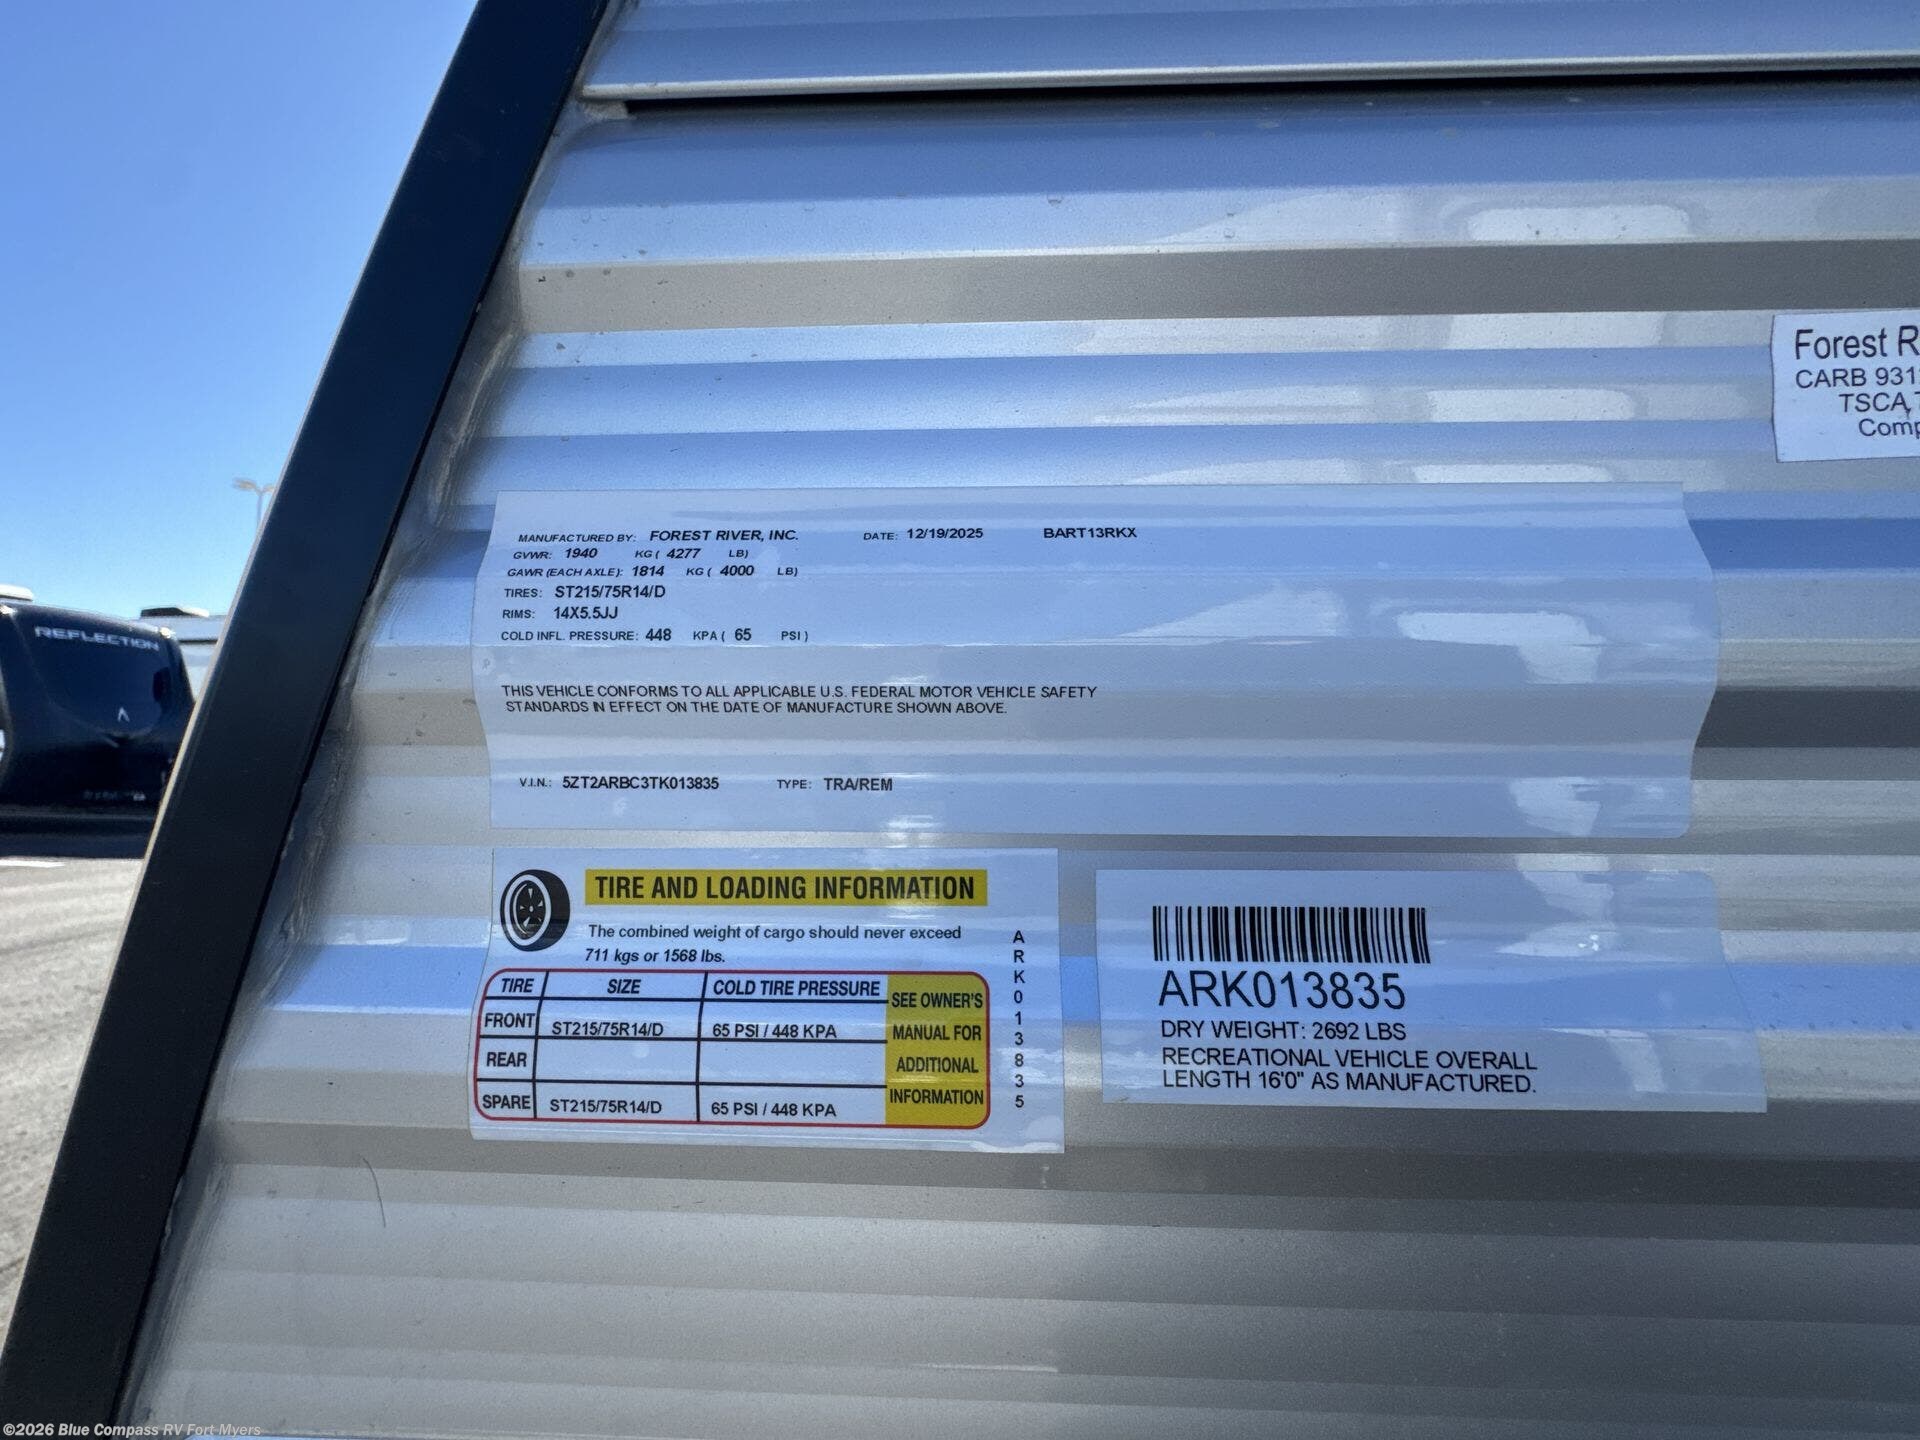 Forest R
CARB 931
TSCA T
Comp
REFLECTION
MANUFACTURED BY: FOREST RIVER, INC. DATE: 12/19/2025 BART13RKX
GVWR: 1940 KG ( 4277 LB)
GAWR (EACH AXLE): 1814 KG ( 4000 LB)
TIRES: ST215/75R14/D
RIMS: 14X5.5JJ
COLD INFL. PRESSURE: 448 KPA ( 65 PSI )
THIS VEHICLE CONFORMS TO ALL APPLICABLE U.S. FEDERAL MOTOR VEHICLE SAFETY
STANDARDS IN EFFECT ON THE DATE OF MANUFACTURE SHOWN ABOVE.
V.I.N.: 5ZT2ARBC3TK013835 TYPE: TRA/REM
TIRE AND LOADING INFORMATION
The combined weight of cargo should never exceed
711 kgs or 1568 lbs.
TIRE SIZE COLD TIRE PRESSURE
FRONT ST215/75R14/D 65 PSI / 448 KPA
REAR
SPARE ST215/75R14/D 65 PSI / 448 KPA
SEE OWNER'S
MANUAL FOR
ADDITIONAL
INFORMATION
ARK013835
ARK013835
DRY WEIGHT: 2692 LBS
RECREATIONAL VEHICLE OVERALL
LENGTH 16'0" AS MANUFACTURED.
©2026 Blue Compass RV Fort Myers